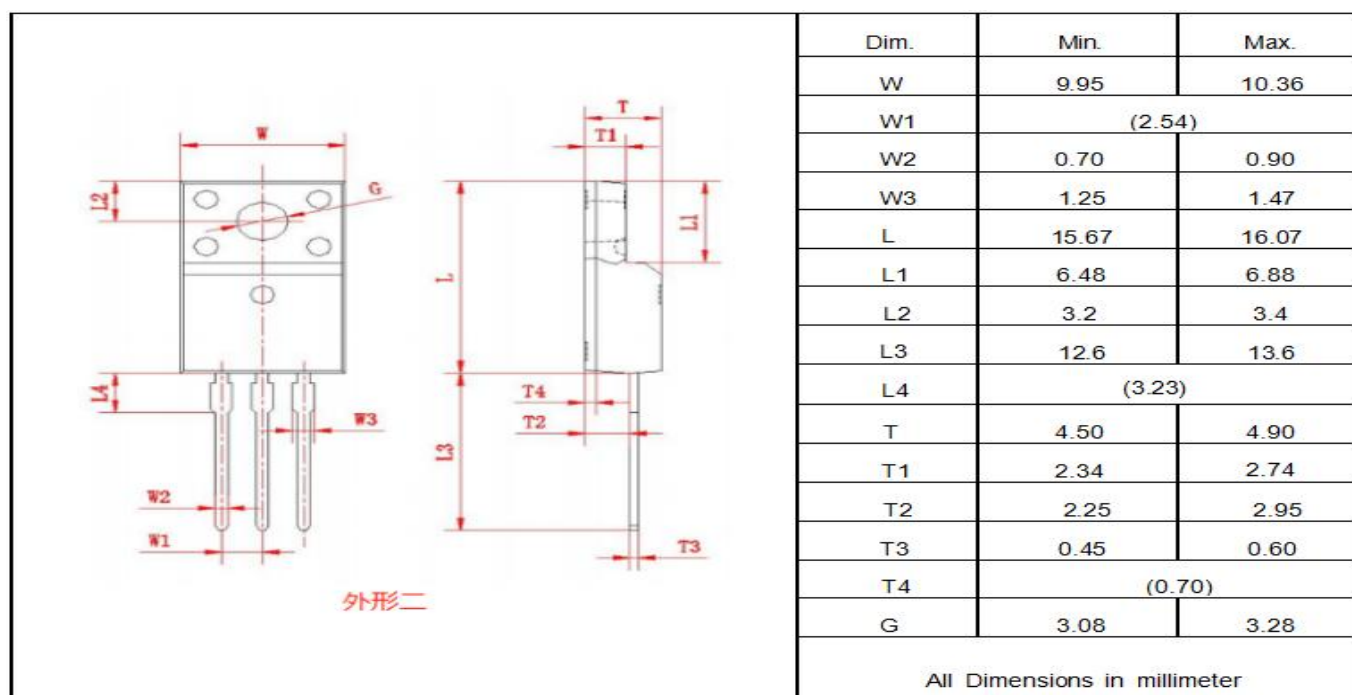 W
L2
G
L4
W3
W2
W1
外形二
T
T1
L1
L
T4
T2
L3
T3
Dim. Min. Max.
W 9.95 10.36
W1 (2.54)
W2 0.70 0.90
W3 1.25 1.47
L 15.67 16.07
L1 6.48 6.88
L2 3.2 3.4
L3 12.6 13.6
L4 (3.23)
T 4.50 4.90
T1 2.34 2.74
T2 2.25 2.95
T3 0.45 0.60
T4 (0.70)
G 3.08 3.28
All Dimensions in millimeter